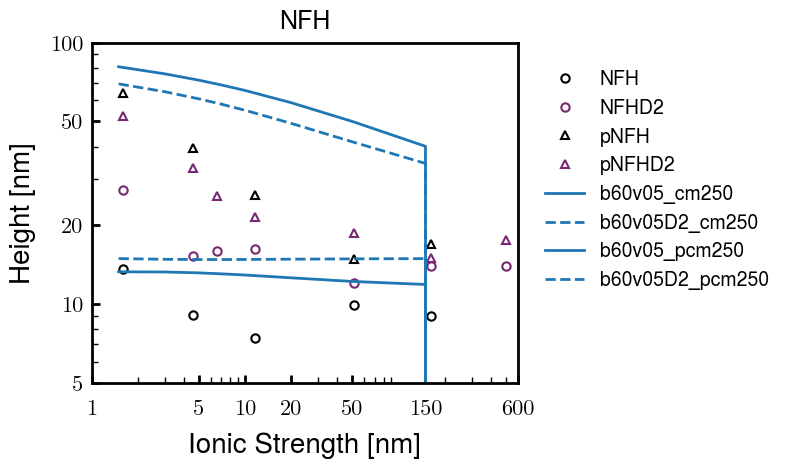 NFH
Height [nm]
100
50
20
10
5
1
5
10
20
50
150
600
Ionic Strength [nm]
NFH
NFHD2
pNFH
pNFHD2
b60v05_cm250
b60v05D2_cm250
b60v05_pcm250
b60v05D2_pcm250